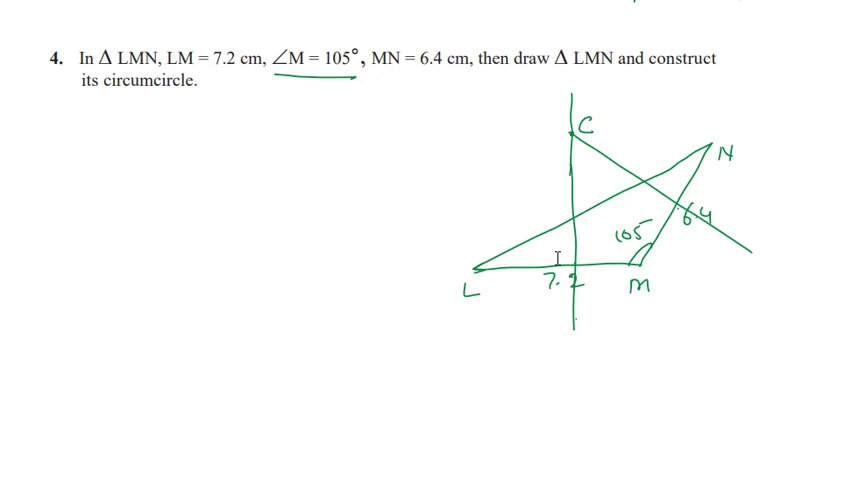 4. In Δ LMN, LM = 7.2 cm, ∠M = 105°, MN = 6.4 cm, then draw Δ LMN and construct
its circumcircle.
C
N
6.4
105
7.2
L
M